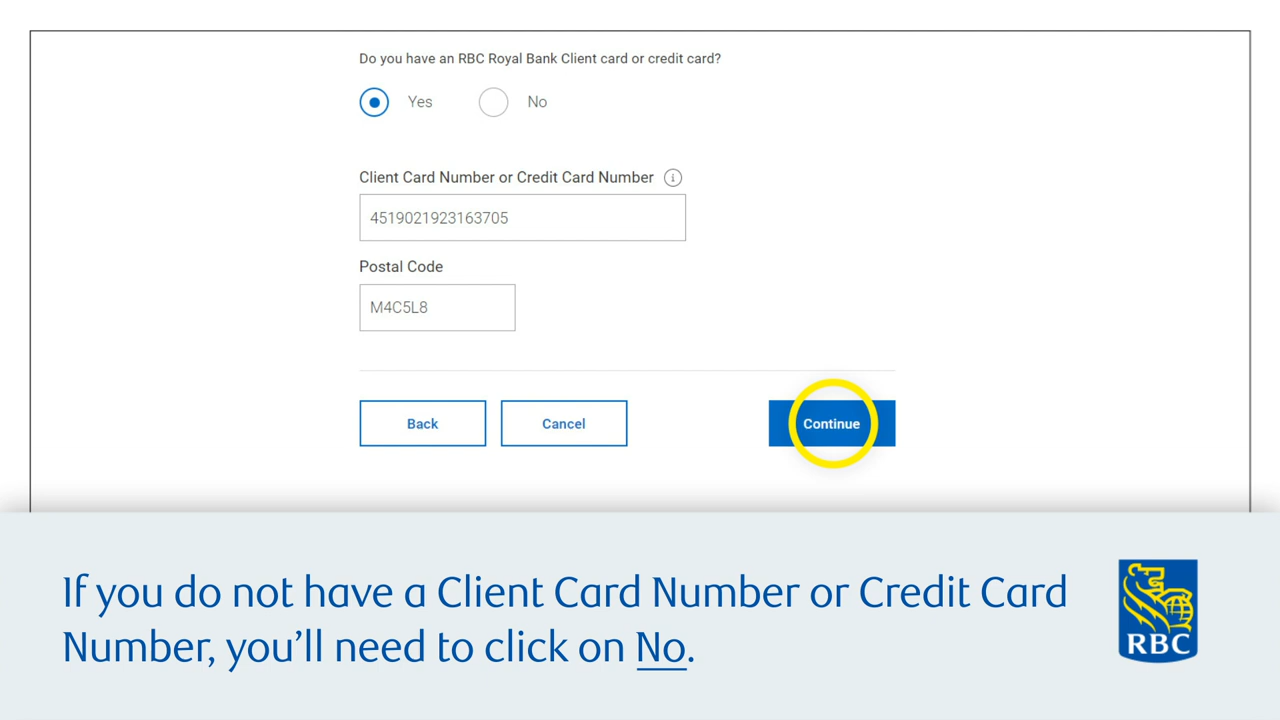 Do you have an RBC Royal Bank Client card or credit card?
Yes No
Client Card Number or Credit Card Number
4519021923163705
Postal Code
M4C5L8
Back Cancel Continue
If you do not have a Client Card Number or Credit Card
Number, you'll need to click on No.
RBC